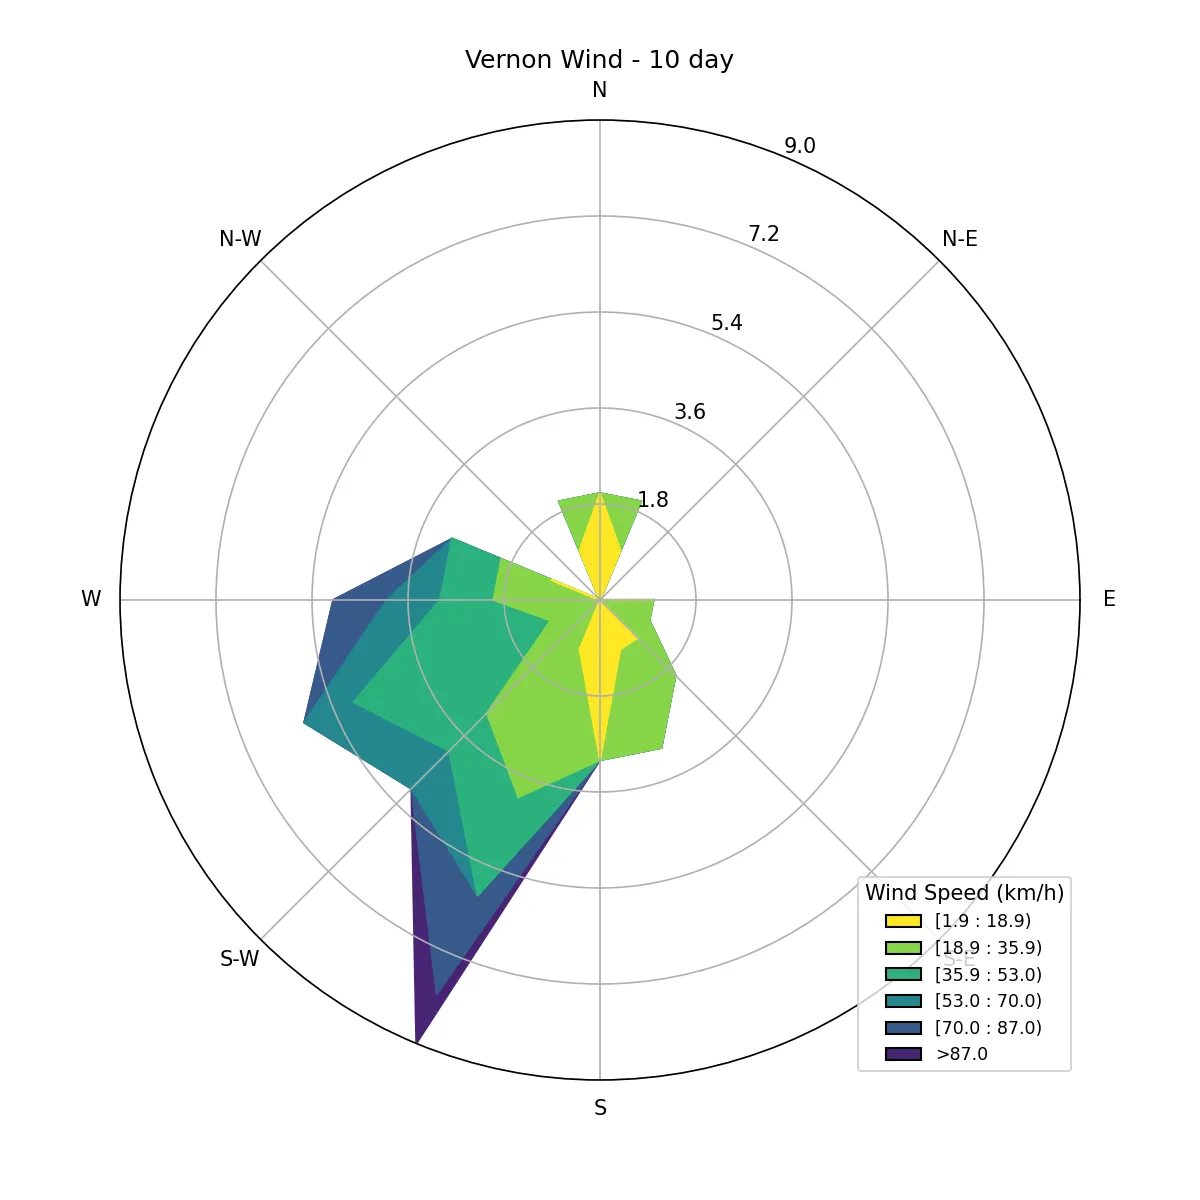 Vernon Wind - 10 day
N
9.0
N-W
N-E
7.2
5.4
3.6
1.8
W
E
S-W
S-E
S
Wind Speed (km/h)
[1.9 : 18.9)
[18.9 : 35.9)
[35.9 : 53.0)
[53.0 : 70.0)
[70.0 : 87.0)
>87.0